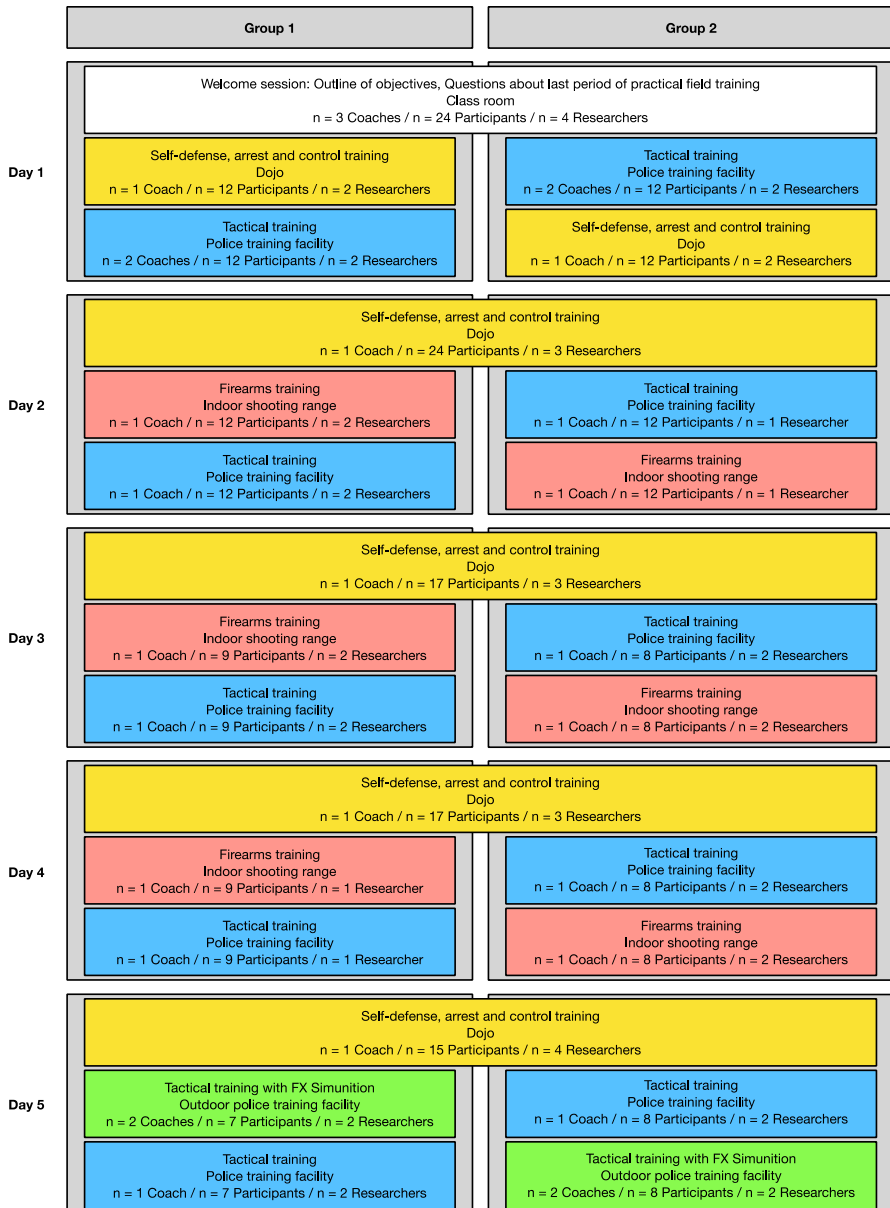 Group 1
Group 2
Welcome session: Outline of objectives, Questions about last period of practical field training
Class room
n = 3 Coaches / n = 24 Participants / n = 4 Researchers
Day 1
Self-defense, arrest and control training
Dojo
n = 1 Coach / n = 12 Participants / n = 2 Researchers
Tactical training
Police training facility
n = 2 Coaches / n = 12 Participants / n = 2 Researchers
Tactical training
Police training facility
n = 2 Coaches / n = 12 Participants / n = 2 Researchers
Self-defense, arrest and control training
Dojo
n = 1 Coach / n = 12 Participants / n = 2 Researchers
Self-defense, arrest and control training
Dojo
n = 1 Coach / n = 24 Participants / n = 3 Researchers
Day 2
Firearms training
Indoor shooting range
n = 1 Coach / n = 12 Participants / n = 2 Researchers
Tactical training
Police training facility
n = 1 Coach / n = 12 Participants / n = 1 Researcher
Tactical training
Police training facility
n = 1 Coach / n = 12 Participants / n = 2 Researchers
Firearms training
Indoor shooting range
n = 1 Coach / n = 12 Participants / n = 1 Researcher
Self-defense, arrest and control training
Dojo
n = 1 Coach / n = 17 Participants / n = 3 Researchers
Day 3
Firearms training
Indoor shooting range
n = 1 Coach / n = 9 Participants / n = 2 Researchers
Tactical training
Police training facility
n = 1 Coach / n = 8 Participants / n = 2 Researchers
Tactical training
Police training facility
n = 1 Coach / n = 9 Participants / n = 2 Researchers
Firearms training
Indoor shooting range
n = 1 Coach / n = 8 Participants / n = 2 Researchers
Self-defense, arrest and control training
Dojo
n = 1 Coach / n = 17 Participants / n = 3 Researchers
Day 4
Firearms training
Indoor shooting range
n = 1 Coach / n = 9 Participants / n = 1 Researcher
Tactical training
Police training facility
n = 1 Coach / n = 8 Participants / n = 2 Researchers
Tactical training
Police training facility
n = 1 Coach / n = 9 Participants / n = 1 Researcher
Firearms training
Indoor shooting range
n = 1 Coach / n = 8 Participants / n = 2 Researchers
Self-defense, arrest and control training
Dojo
n = 1 Coach / n = 15 Participants / n = 4 Researchers
Day 5
Tactical training with FX Simunition
Outdoor police training facility
n = 2 Coaches / n = 7 Participants / n = 2 Researchers
Tactical training
Police training facility
n = 1 Coach / n = 8 Participants / n = 2 Researchers
Tactical training
Police training facility
n = 1 Coach / n = 7 Participants / n = 2 Researchers
Tactical training with FX Simunition
Outdoor police training facility
n = 2 Coaches / n = 8 Participants / n = 2 Researchers